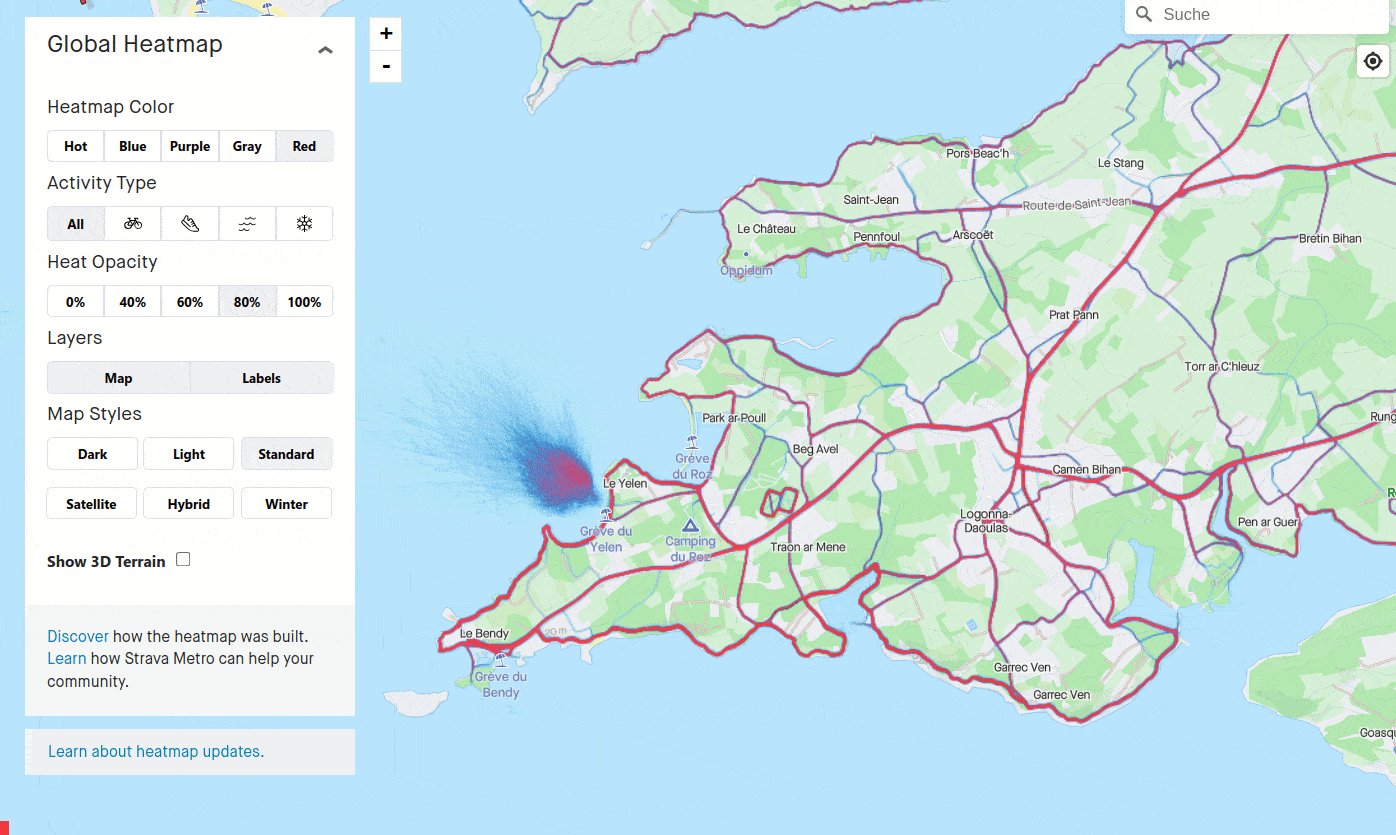 Global Heatmap
+
-
Suche
Heatmap Color
Hot Blue Purple Gray Red
Activity Type
All
Heat Opacity
0% 40% 60% 80% 100%
Layers
Map Labels
Map Styles
Dark Light Standard
Satellite Hybrid Winter
Show 3D Terrain
Discover how the heatmap was built.
Learn how Strava Metro can help your
community.
Learn about heatmap updates.
Pors Beac'h
Le Stang
Saint-Jean
Route de Saint-Jean
Le Château
Pennfoul
Arscoët
Bretin Bihan
Oppidum
Prat Pann
Torr ar C'hleuz
Park ar Poull
Rung
Beg Avel
Grève
du Roz
Camen Bihan
Le Yelen
Logonna-
Daoulas
Pen ar Guer
Grève du
Yelen
Camping
du Roz
Traon ar Mene
Le Bendy
20 m
Grève du
Bendy
Garrec Ven
Garrec Ven
Goasqu